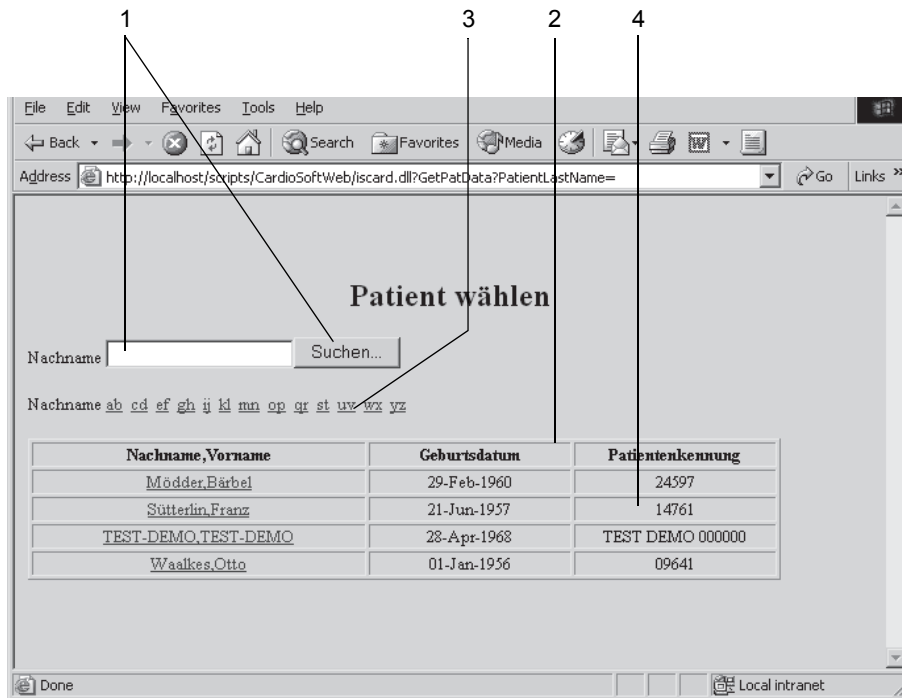 1 3 2 4
File Edit View Favorites Tools Help
Back Search Favorites Media
Address http://localhost/scripts/CardioSoftWeb/iscard.dll?GetPatData?PatientLastName= Go Links »
Patient wählen
Nachname Suchen...
Nachname ab cd ef gh ij kl mn op qr st uv wx yz
Nachname,Vorname Geburtsdatum Patientenkennung
Mödder,Bärbel 29-Feb-1960 24597
Sütterlin,Franz 21-Jun-1957 14761
TEST-DEMO,TEST-DEMO 28-Apr-1968 TEST DEMO 000000
Waalkes,Otto 01-Jan-1956 09641
Done Local intranet